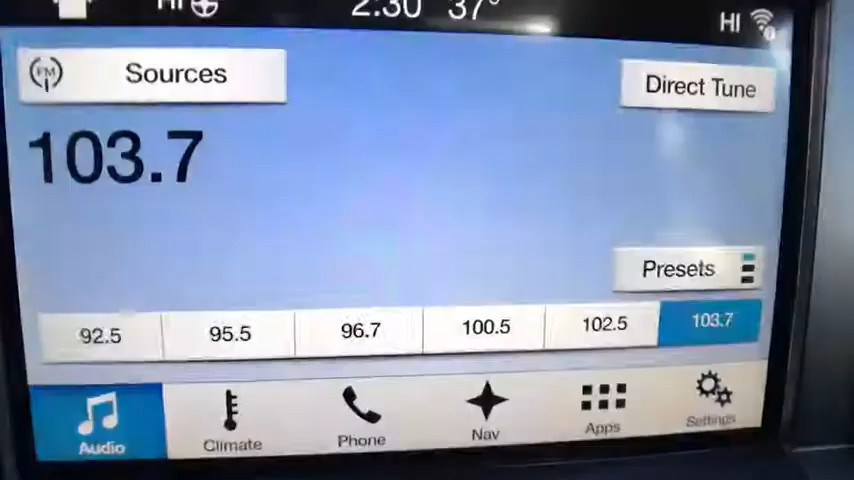 HI 2:30 37° HI
FM Sources Direct Tune
103.7
Presets
92.5 95.5 96.7 100.5 102.5 103.7
Audio Climate Phone Nav Apps Settings